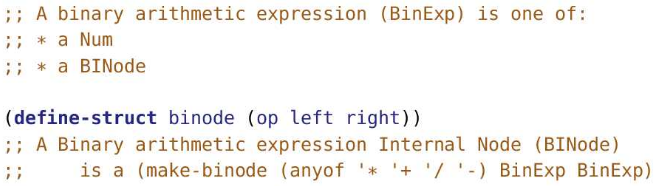 ;; A binary arithmetic expression (BinExp) is one of:
;; * a Num
;; * a BINode
(define-struct binode (op left right))
;; A Binary arithmetic expression Internal Node (BINode)
;;     is a (make-binode (anyof '* '+ '/ '-) BinExp BinExp)